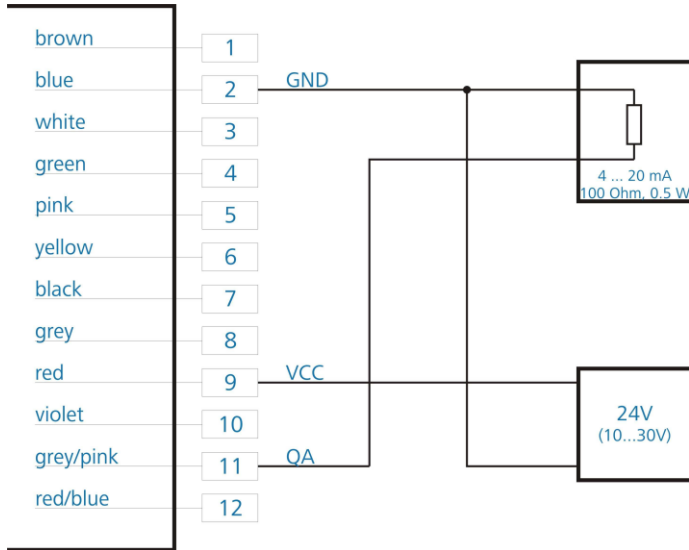 brown 1
blue 2 GND
white 3
green 4
pink 5
yellow 6
black 7
grey 8
red 9 VCC
violet 10
grey/pink 11 QA
red/blue 12
4 ... 20 mA
100 Ohm, 0.5 W
24V
(10...30V)